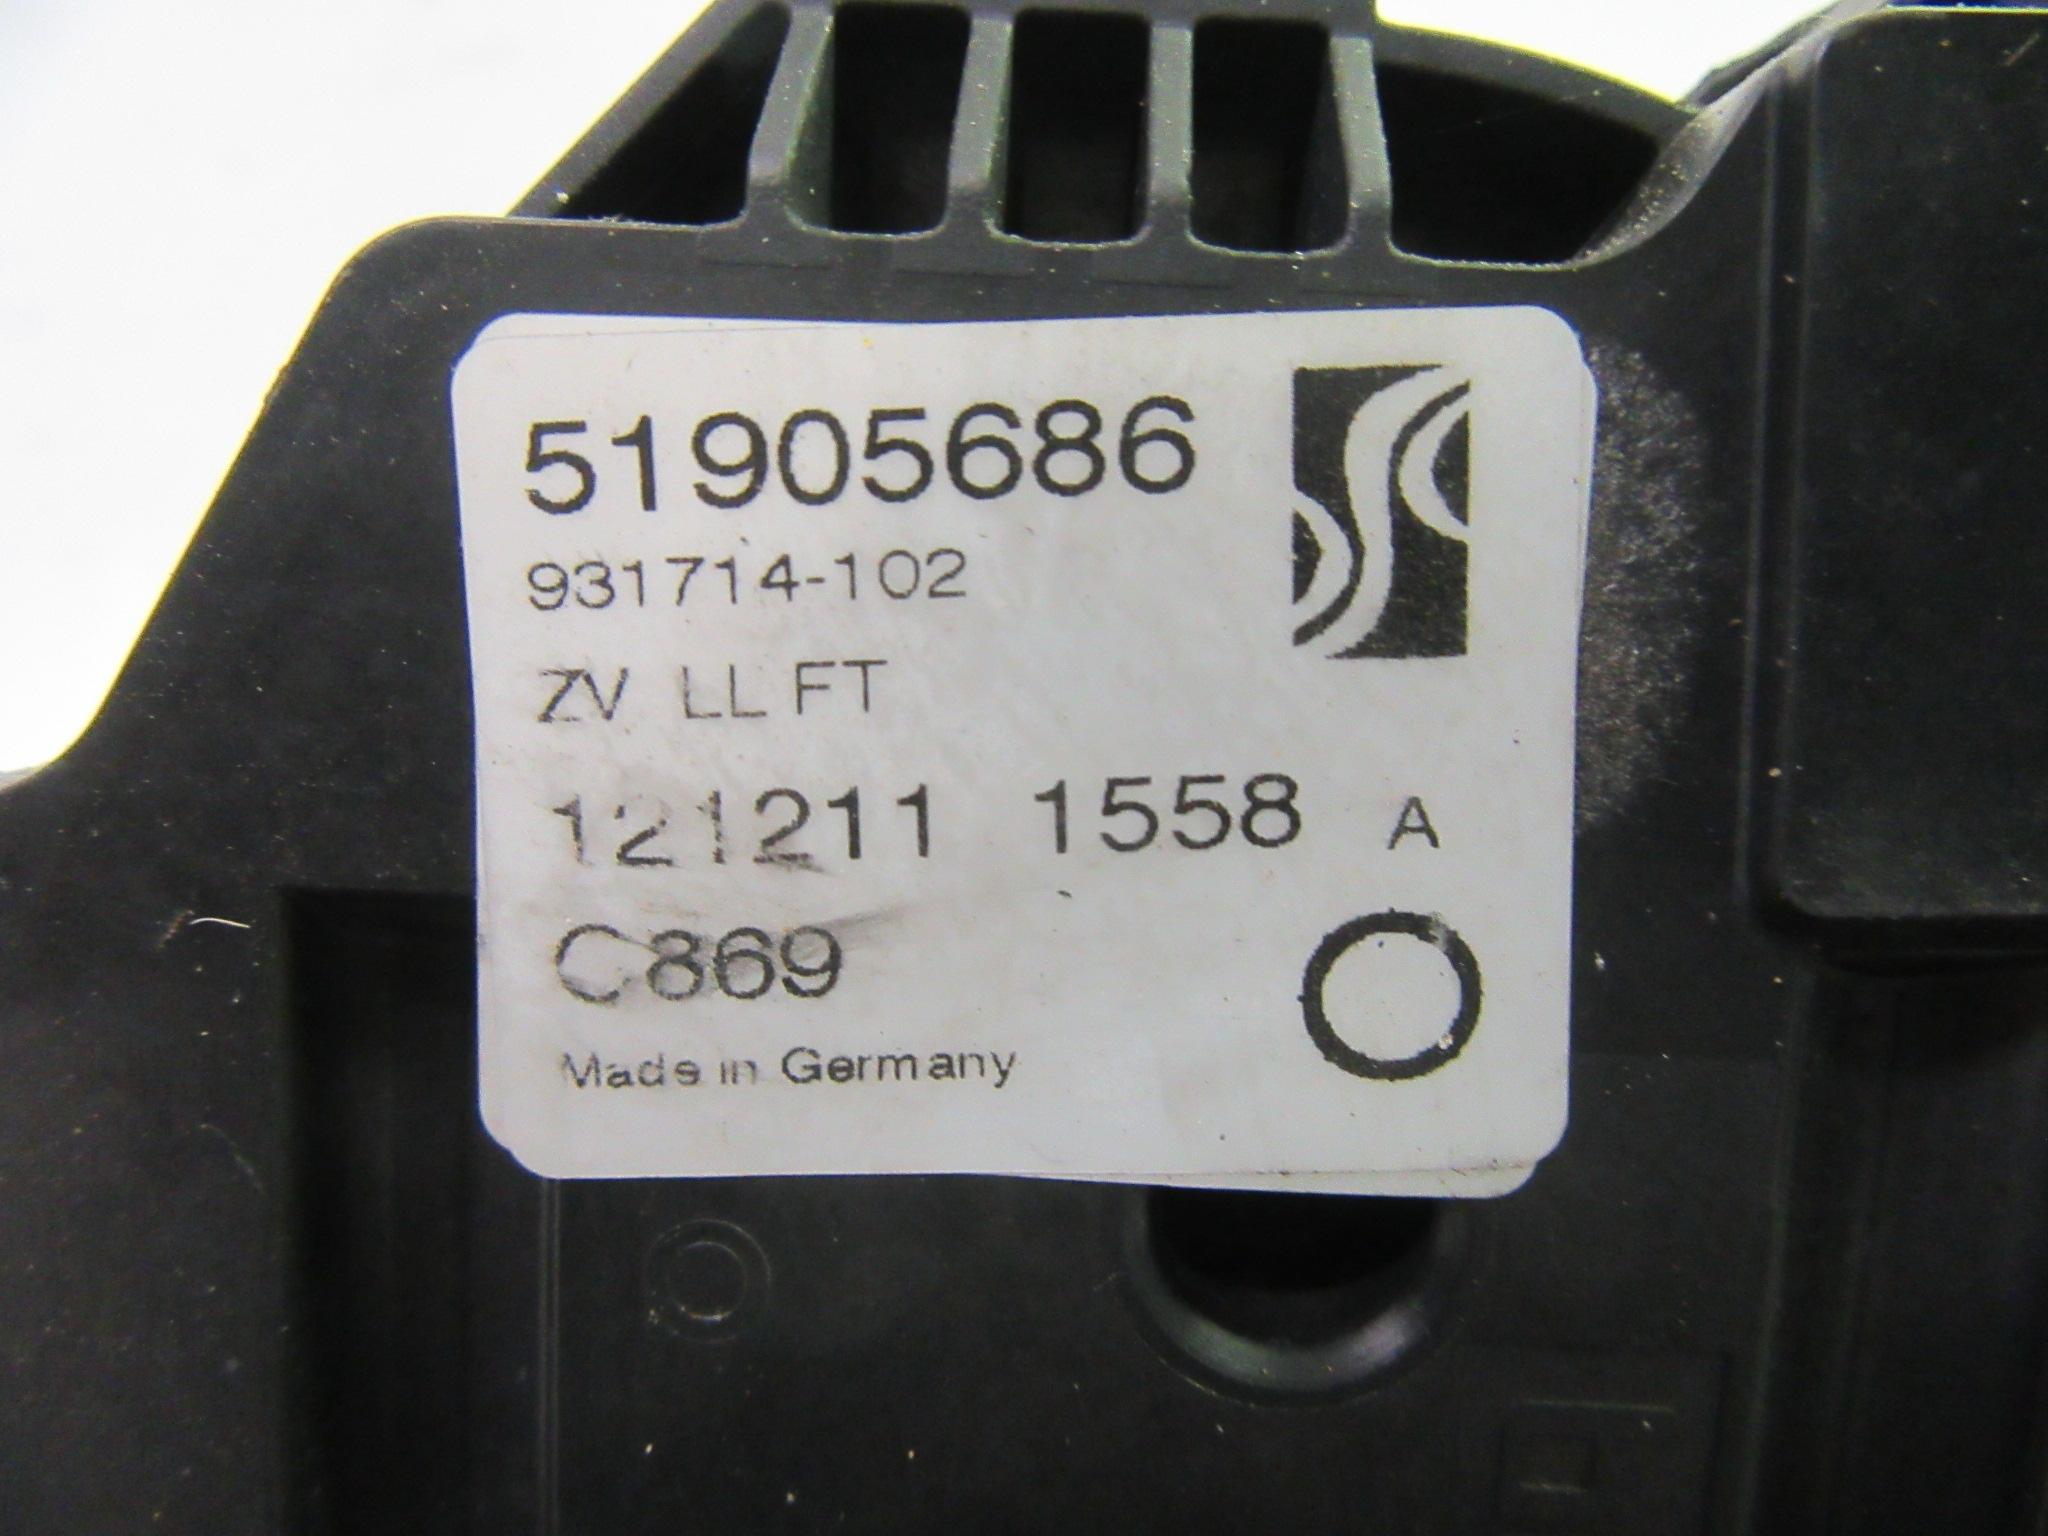 51905686
931714-102
ZV LL FT
121211 1558 A
C869
Made in Germany